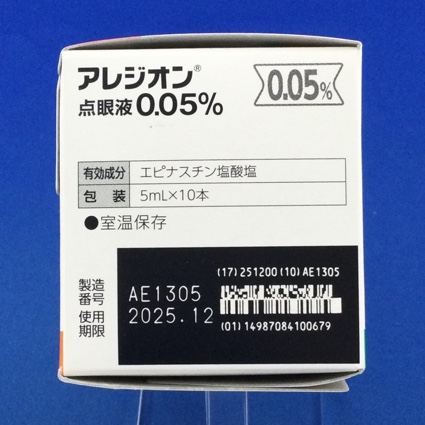 アレジオン®
点眼液0.05%
0.05%
有効成分 エピナスチン塩酸塩
包装 5mL×10本
●室温保存
(17)251200(10)AE1305
製造番号 AE1305
使用期限 2025.12
(01)14987084100679